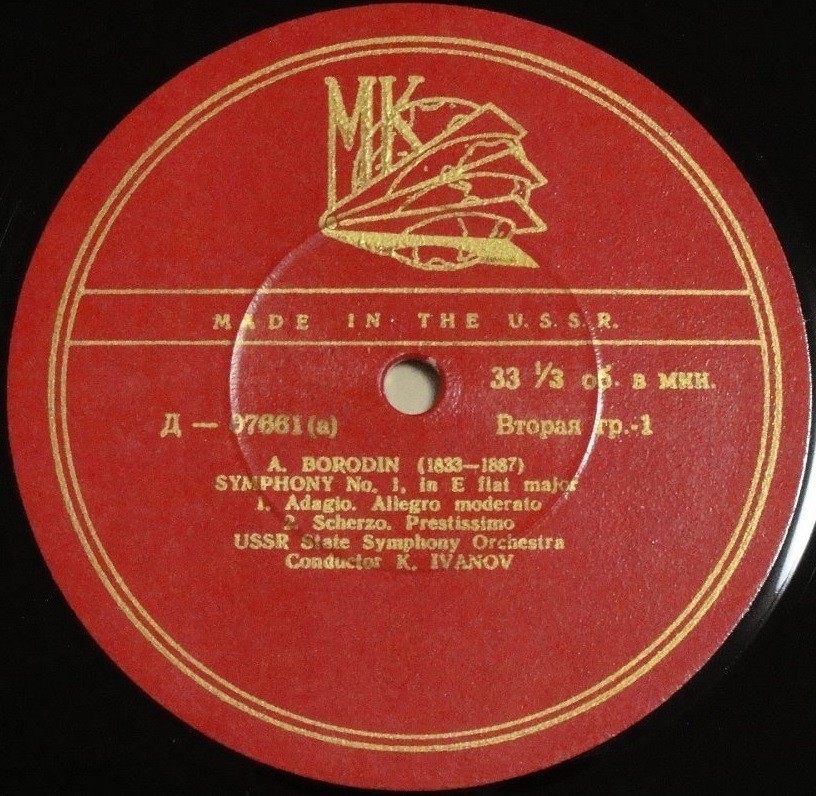 МК
MADE IN THE U.S.S.R.
33 1/3 об. в мин.
Д — 07661(a)
Вторая гр.-1
A. BORODIN (1833—1887)
SYMPHONY No. 1, in E flat major
1. Adagio. Allegro moderato
2. Scherzo. Prestissimo
USSR State Symphony Orchestra
Conductor K. IVANOV